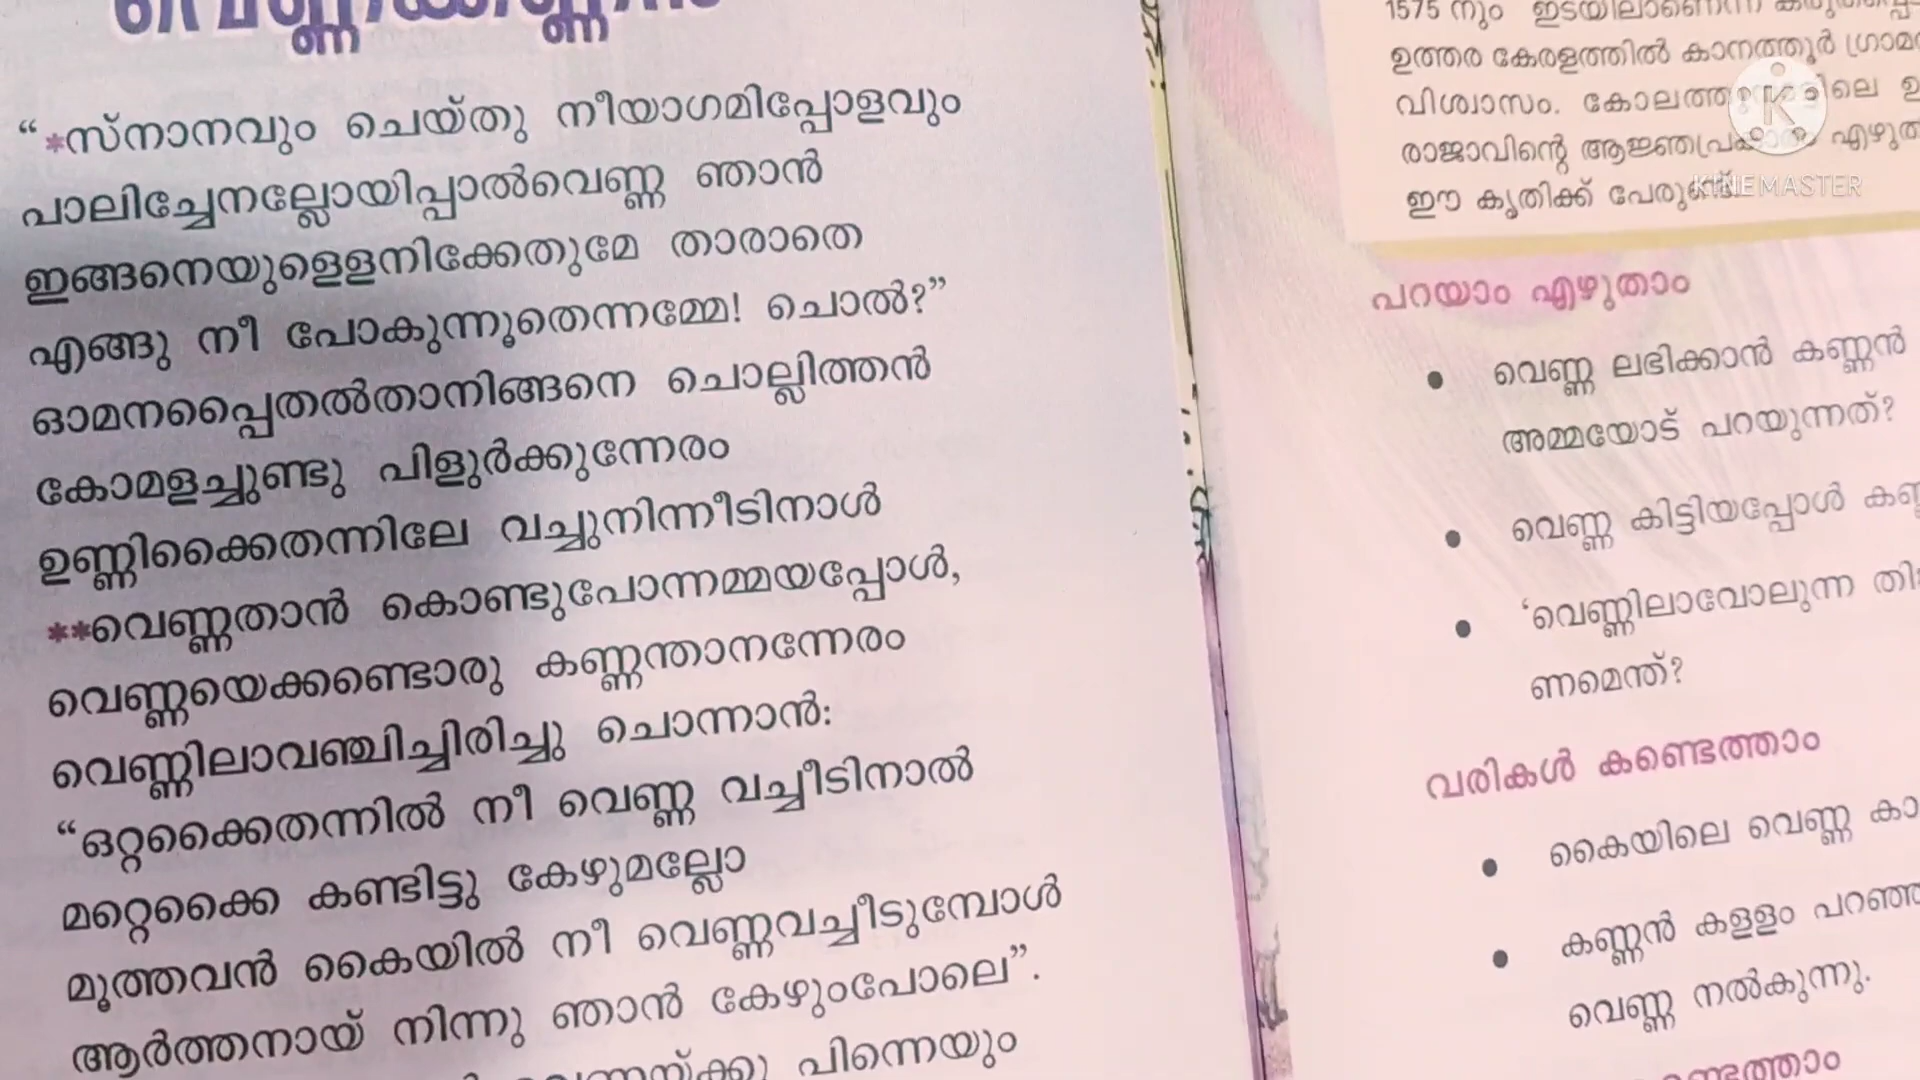 “*സ്നാനവും ചെയ്തു നീയാഗമിപ്പോളവും
പാലിച്ചേനല്ലോയിപ്പാൽവെണ്ണ ഞാൻ
ഇങ്ങനെയുള്ളെനിക്കേതുമേ താരാതെ
എങ്ങു നീ പോകുന്നൂതെന്നമ്മേ! ചൊൽ?”
ഓമനപ്പൈതൽതാനിങ്ങനെ ചൊല്ലിത്തൻ
കോമളച്ചുണ്ടു പിളുർക്കുന്നേരം
ഉണ്ണിക്കൈതന്നിലേ വച്ചുനിന്നീടിനാൾ
**വെണ്ണതാൻ കൊണ്ടുപോന്നമ്മയപ്പോൾ,
വെണ്ണയെക്കണ്ടൊരു കണ്ണന്താനന്നേരം
വെണ്ണിലാവഞ്ചിച്ചിരിച്ചു ചൊന്നാൻ:
“ഒറ്റക്കൈതന്നിൽ നീ വെണ്ണ വച്ചീടിനാൽ
മറ്റെക്കൈ കണ്ടിട്ടു കേഴുമല്ലോ
മൂത്തവൻ കൈയിൽ നീ വെണ്ണവച്ചീടുമ്പോൾ
ആർത്തനായ് നിന്നു ഞാൻ കേഴുംപോലെ”.
പിന്നെയും
1575 നും
ഉത്തര കേരളത്തിൽ കാനത്തൂർ
വിശ്വാസം.
രാജാവിന്റെ
ഈ കൃതിക്ക്
KINEMASTER
പറയാം എഴുതാം
• വെണ്ണ ലഭിക്കാൻ കണ്ണൻ
അമ്മയോട് പറയുന്നത്?
• വെണ്ണ കിട്ടിയപ്പോൾ
• ‘വെണ്ണിലാവോലുന്ന
ണമെന്ത്?
വരികൾ കണ്ടെത്താം
• കൈയിലെ വെണ്ണ
• കണ്ണൻ കള്ളം
വെണ്ണ നൽകുന്നു.